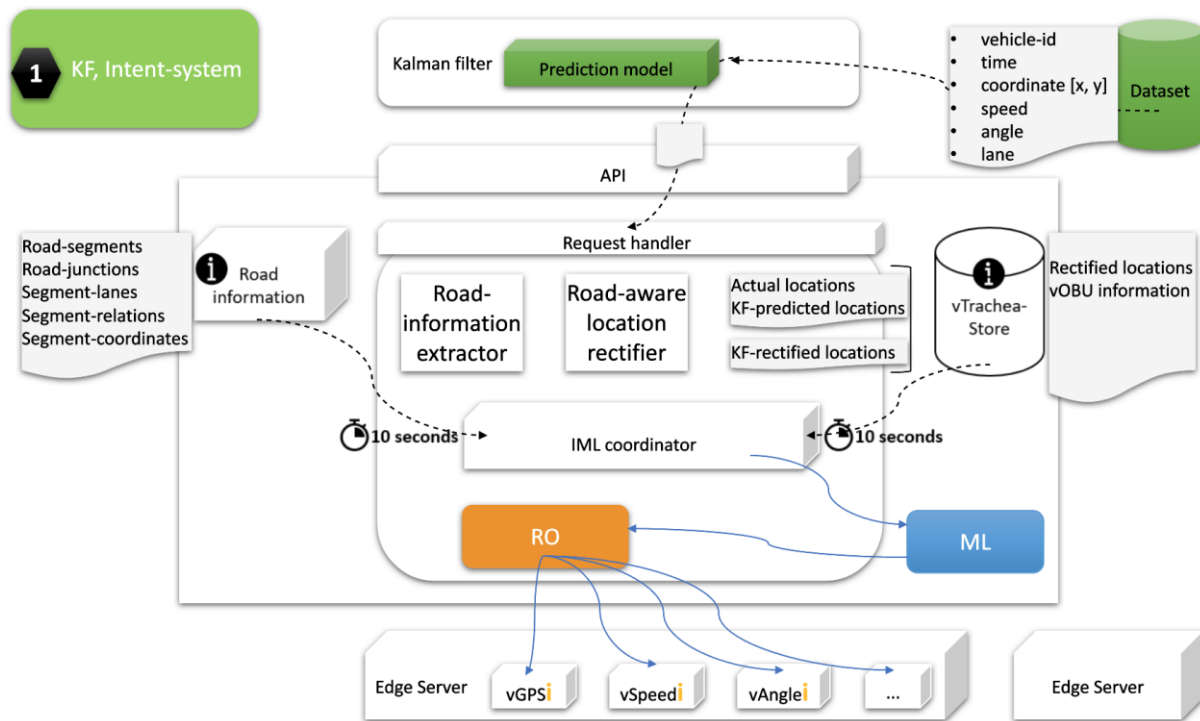 1
KF, Intent-system
Kalman filter
Prediction model
• vehicle-id
• time
• coordinate [x, y]
• speed
• angle
• lane
Dataset
API
Request handler
Road-segments
Road-junctions
Segment-lanes
Segment-relations
Segment-coordinates
i
Road
information
Road-
information
extractor
Road-aware
location
rectifier
Actual locations
KF-predicted locations
KF-rectified locations
i
vTrachea-
Store
Rectified locations
vOBU information
10 seconds
IML coordinator
10 seconds
RO
ML
Edge Server
vGPSi
vSpeedi
vAnglei
...
Edge Server